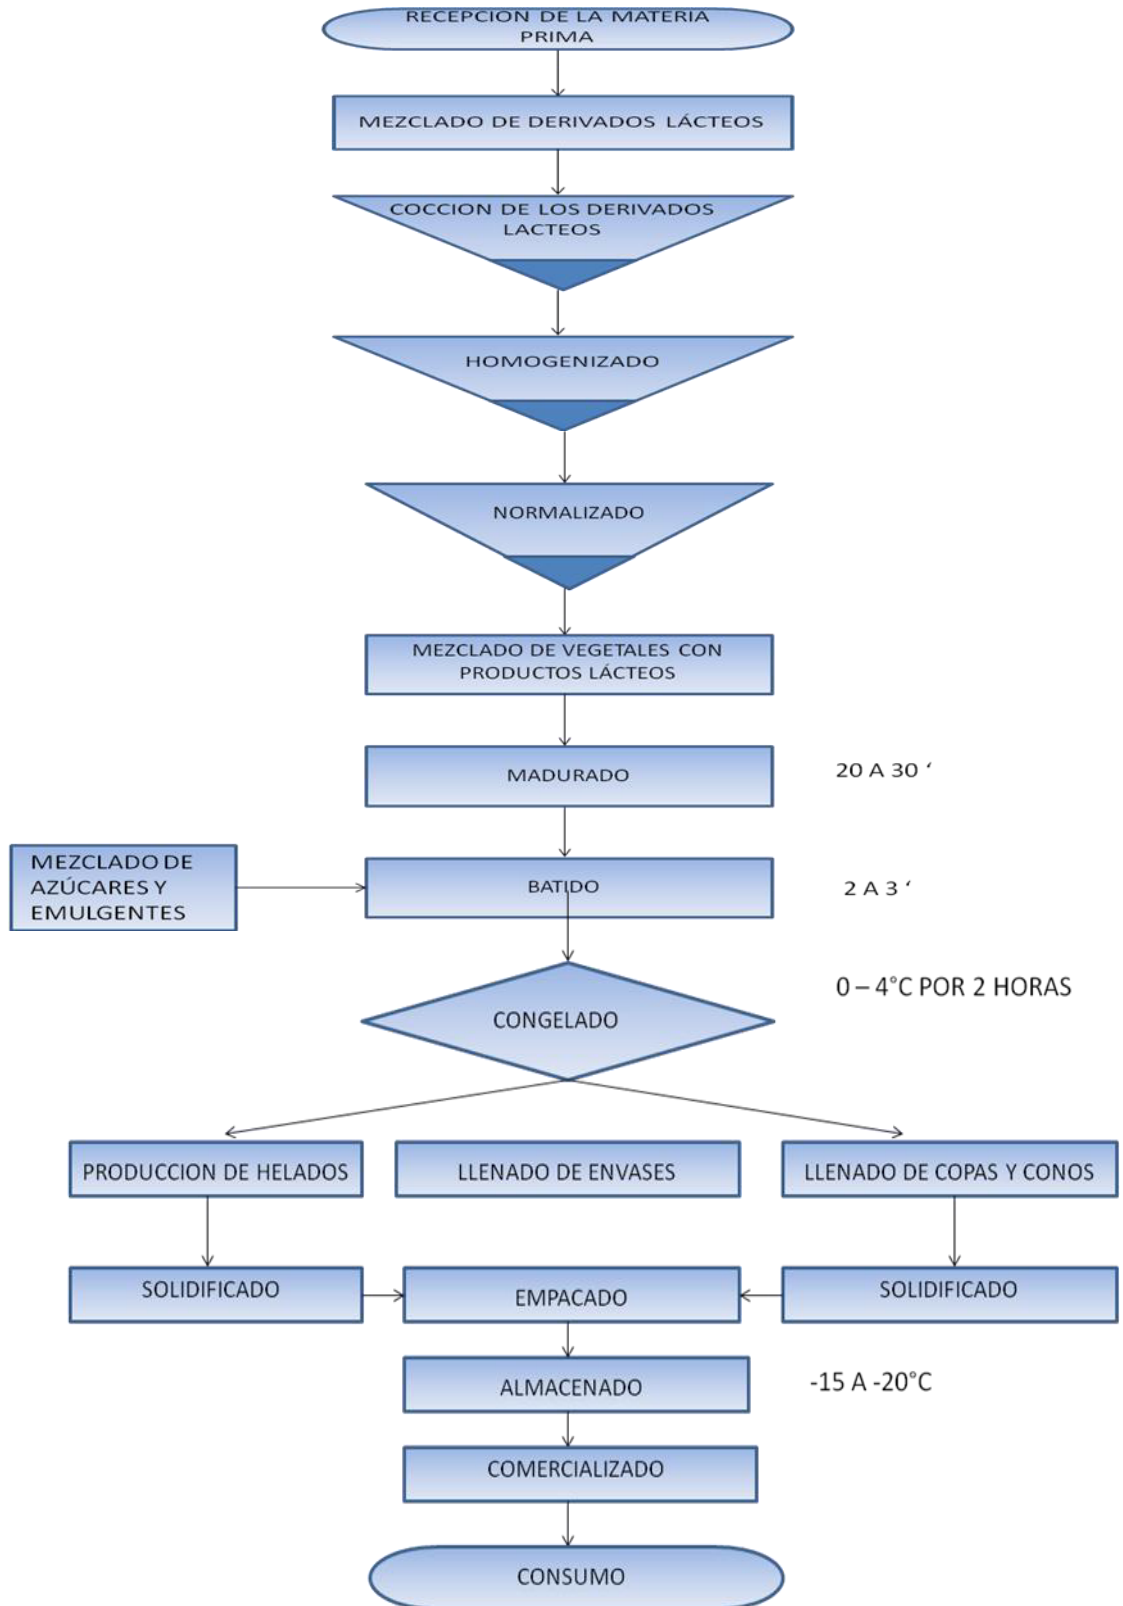 RECEPCION DE LA MATERIA
PRIMA
MEZCLADO DE DERIVADOS LÁCTEOS
COCCION DE LOS DERIVADOS
LACTEOS
HOMOGENIZADO
NORMALIZADO
MEZCLADO DE VEGETALES CON
PRODUCTOS LÁCTEOS
MADURADO
20 A 30 ‘
MEZCLADO DE
AZÚCARES Y
EMULGENTES
BATIDO
2 A 3 ‘
0 – 4°C POR 2 HORAS
CONGELADO
PRODUCCION DE HELADOS
LLENADO DE ENVASES
LLENADO DE COPAS Y CONOS
SOLIDIFICADO
EMPACADO
SOLIDIFICADO
ALMACENADO
-15 A -20°C
COMERCIALIZADO
CONSUMO